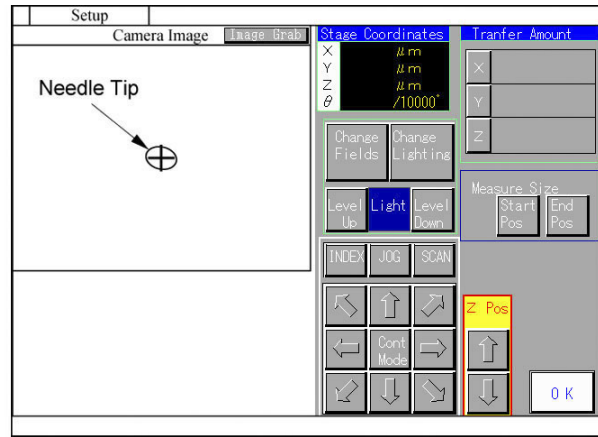 Setup
Camera Image
Image Grab
Needle Tip
Stage Coordinates
X μm
Y μm
Z μm
θ /10000°
Tranfer Amount
X
Y
Z
Change Fields
Change Lighting
Level Up
Light
Level Down
Measure Size
Start Pos
End Pos
INDEX
JOG
SCAN
Cont Mode
Z Pos
OK